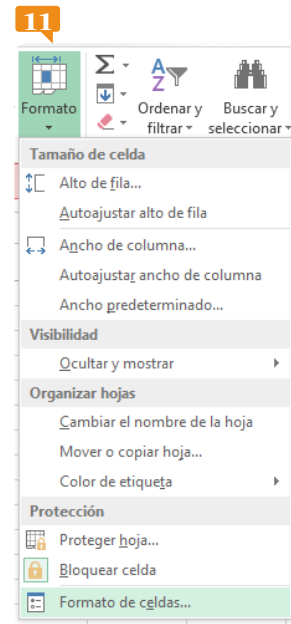 11
Formato
Ordenar y
filtrar
Buscar y
seleccionar
Tamaño de celda
Alto de fila...
Autoajustar alto de fila
Ancho de columna...
Autoajustar ancho de columna
Ancho predeterminado...
Visibilidad
Ocultar y mostrar
Organizar hojas
Cambiar el nombre de la hoja
Mover o copiar hoja...
Color de etiqueta
Protección
Proteger hoja...
Bloquear celda
Formato de celdas...